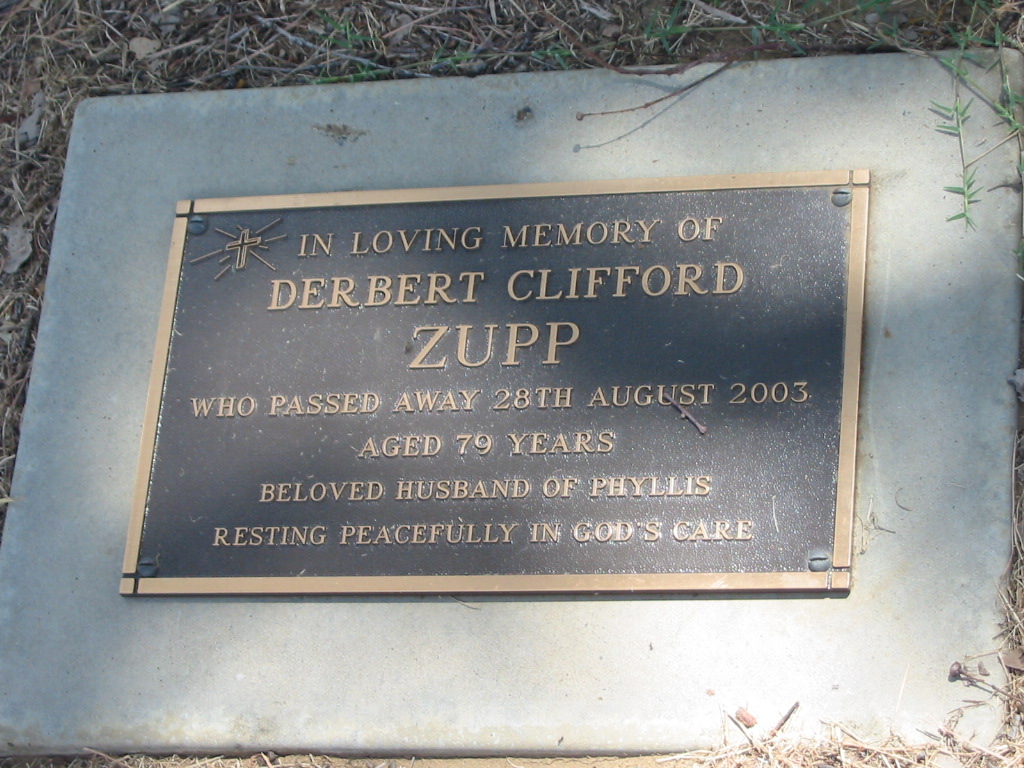 IN LOVING MEMORY OF
DERBERT CLIFFORD
ZUPP
WHO PASSED AWAY 28TH AUGUST 2003
AGED 79 YEARS
BELOVED HUSBAND OF PHYLLIS
RESTING PEACEFULLY IN GOD'S CARE